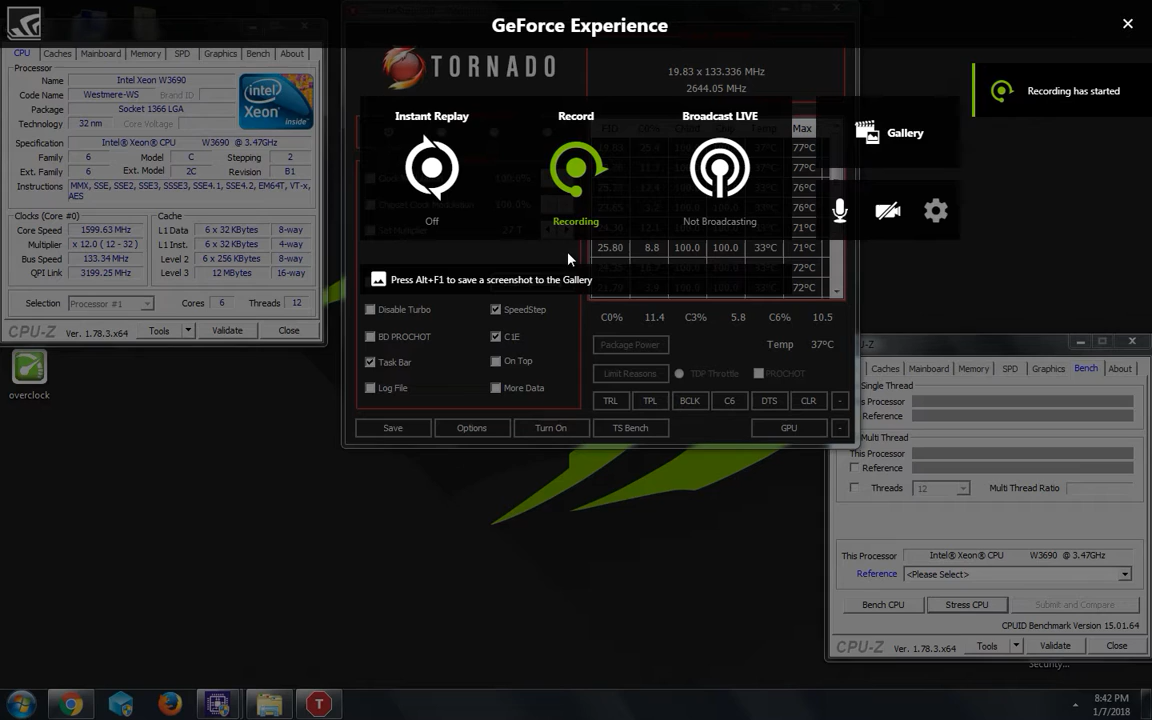 GeForce Experience
Recording has started
Instant Replay
Off
Record
Recording
Broadcast LIVE
Not Broadcasting
Gallery
Press Alt+F1 to save a screenshot to the Gallery
CPU Caches Mainboard Memory SPD Graphics Bench About
Processor
Name Intel Xeon W3690
Code Name Westmere-WS Brand ID
Package Socket 1366 LGA
Technology 32 nm Core Voltage
intel
Specification Intel® Xeon® CPU W3690 @ 3.47GHz
Family 6 Model C Stepping 2
Ext. Family 6 Ext. Model 2C Revision B1
Instructions MMX, SSE, SSE2, SSE3, SSSE3, SSE4.1, SSE4.2, EM64T, VT-x,
AES
Clocks (Core #0)
Core Speed 1599.63 MHz
Multiplier x 12.0 ( 12 - 32 )
Bus Speed 133.34 MHz
QPI Link 3199.25 MHz
Cache
L1 Data 6 x 32 KBytes 8-way
L1 Inst. 6 x 32 KBytes 4-way
Level 2 6 x 256 KBytes 8-way
Level 3 12 MBytes 16-way
Selection Processor #1 Cores 6 Threads 12
CPU-Z Ver. 1.78.3.x64 Tools Validate Close
overclock
TORNADO
19.83 x 133.336 MHz
2644.05 MHz
Max
77°C
77°C
76°C
76°C
71°C
25.80 8.8 100.0 100.0 33°C 71°C
72°C
72°C
Disable Turbo SpeedStep
BD PROCHOT C1E
Task Bar On Top
Log File More Data
C0% 11.4 C3% 5.8 C6% 10.5
Package Power Temp 37°C
Limit Reasons TDP Throttle PROCHOT
TRL TPL BCLK C6 DTS CLR -
Save Options Turn On TS Bench GPU -
Caches Mainboard Memory SPD Graphics Bench About
Single Thread
Processor
Reference
Multi Thread
This Processor
Reference
Threads 12 Multi Thread Ratio
This Processor Intel® Xeon® CPU W3690 @ 3.47GHz
Reference <Please Select>
Bench CPU Stress CPU Submit and Compare
CPUID Benchmark Version 15.01.64
CPU-Z Ver. 1.78.3.x64 Tools Validate Close
Security...
8:42 PM
1/7/2018